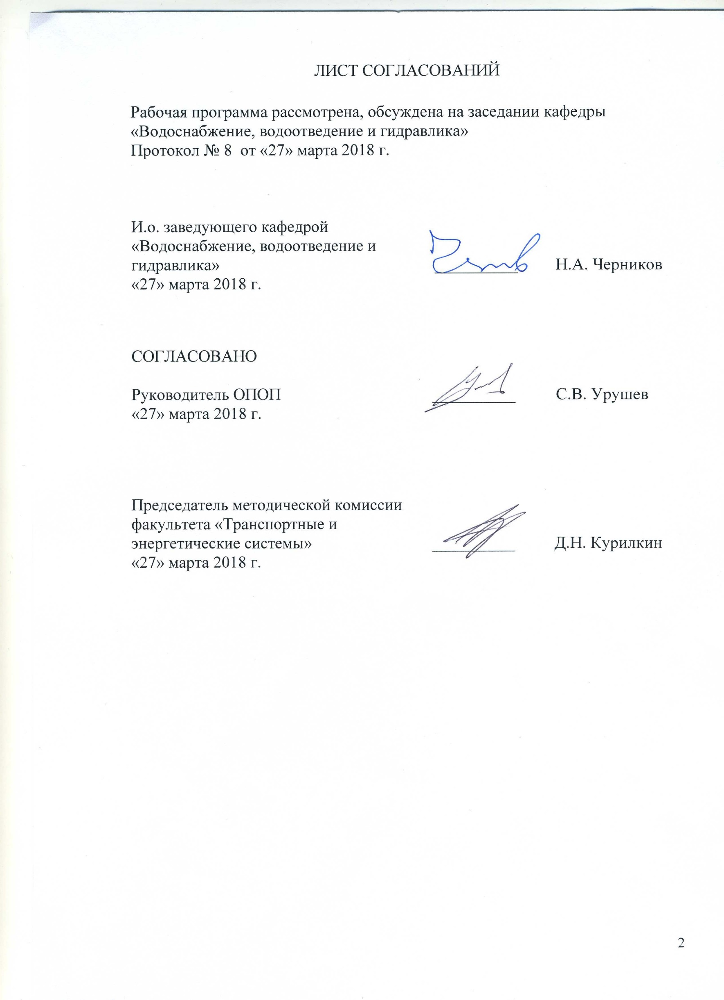 ЛИСТ СОГЛАСОВАНИЙ
Рабочая программа рассмотрена, обсуждена на заседании кафедры
«Водоснабжение, водоотведение и гидравлика»
Протокол № 8 от «27» марта 2018 г.
И.о. заведующего кафедрой
«Водоснабжение, водоотведение и
гидравлика»
Н.А. Черников
«27» марта 2018 г.
СОГЛАСОВАНО
Руководитель ОПОП
С.В. Урушев
«27» марта 2018 г.
Председатель методической комиссии
факультета «Транспортные и
энергетические системы»
Д.Н. Курилкин
«27» марта 2018 г.
2